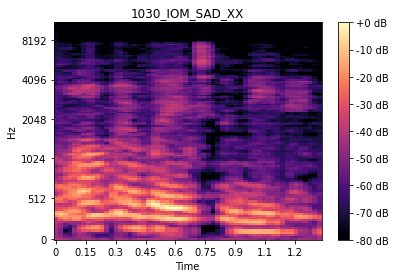 1030_IOM_SAD_XX
8192
4096
2048
1024
512
0
Hz
0 0.15 0.3 0.45 0.6 0.75 0.9 1.1 1.2
Time
+0 dB
-10 dB
-20 dB
-30 dB
-40 dB
-50 dB
-60 dB
-70 dB
-80 dB